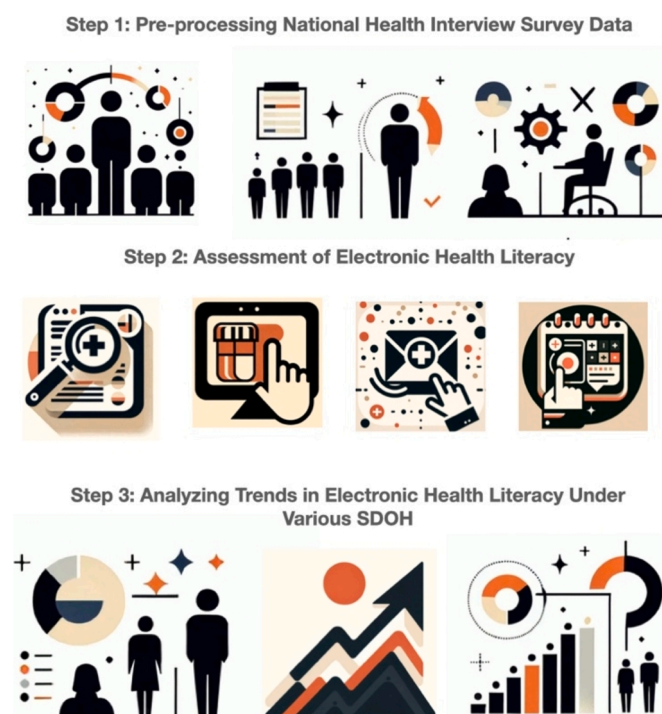 Step 1: Pre-processing National Health Interview Survey Data
Step 2: Assessment of Electronic Health Literacy
Step 3: Analyzing Trends in Electronic Health Literacy Under
Various SDOH